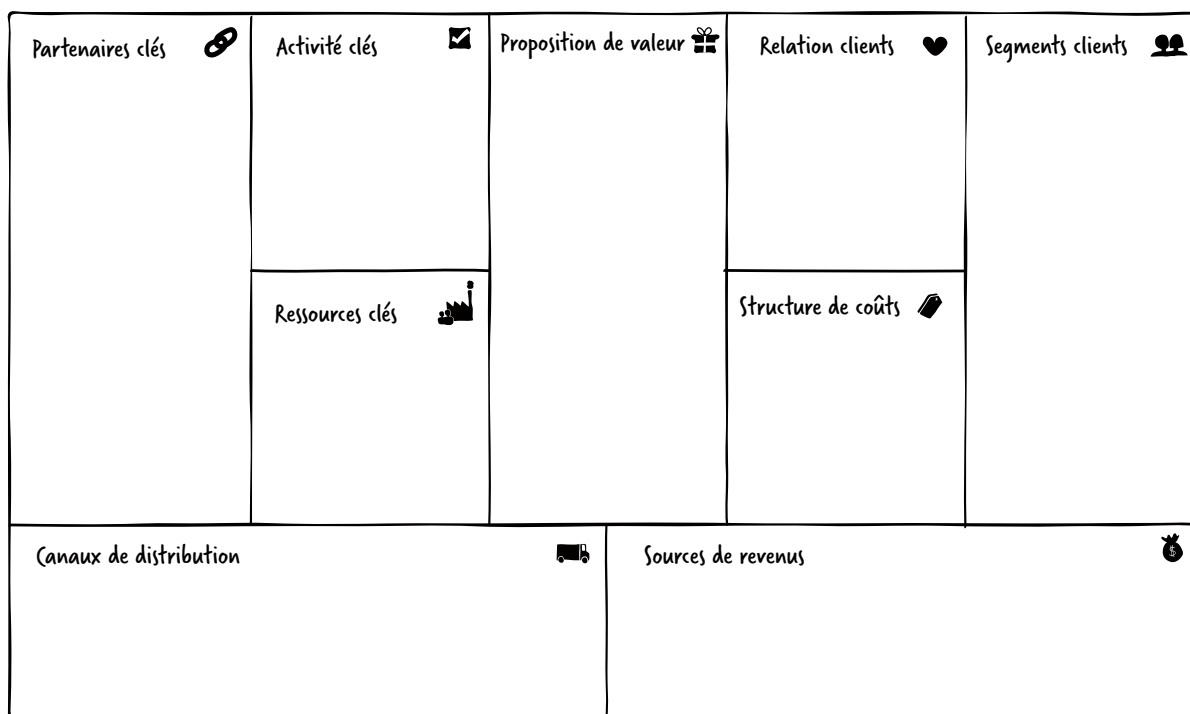 Partenaires clés
Activité clés
Proposition de valeur
Relation clients
Segments clients
Ressources clés
Structure de coûts
Canaux de distribution
Sources de revenus